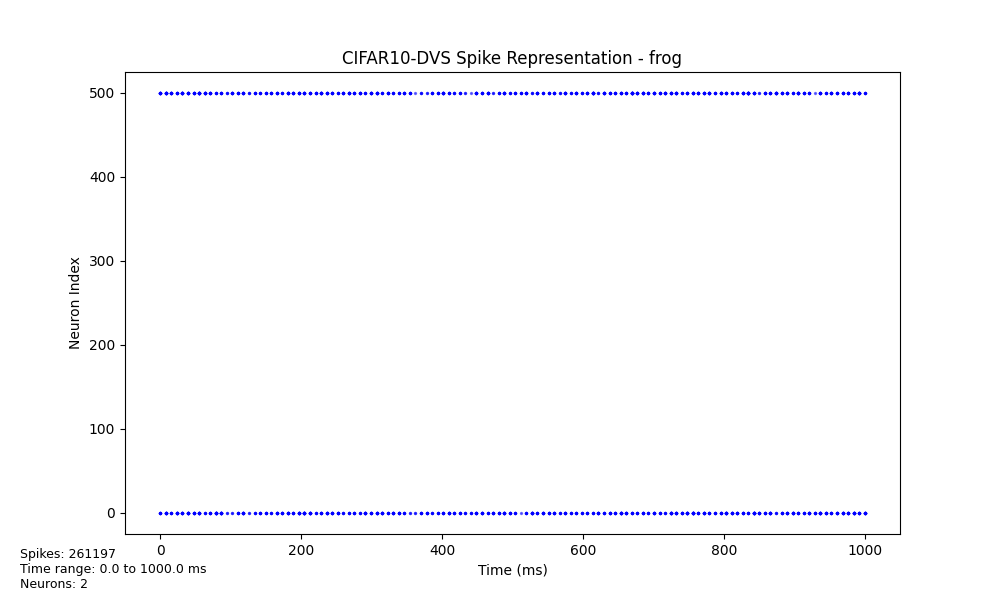 CIFAR10-DVS Spike Representation - frog
500
400
300
200
100
0
Neuron Index
0 200 400 600 800 1000
Time (ms)
Spikes: 261197
Time range: 0.0 to 1000.0 ms
Neurons: 2